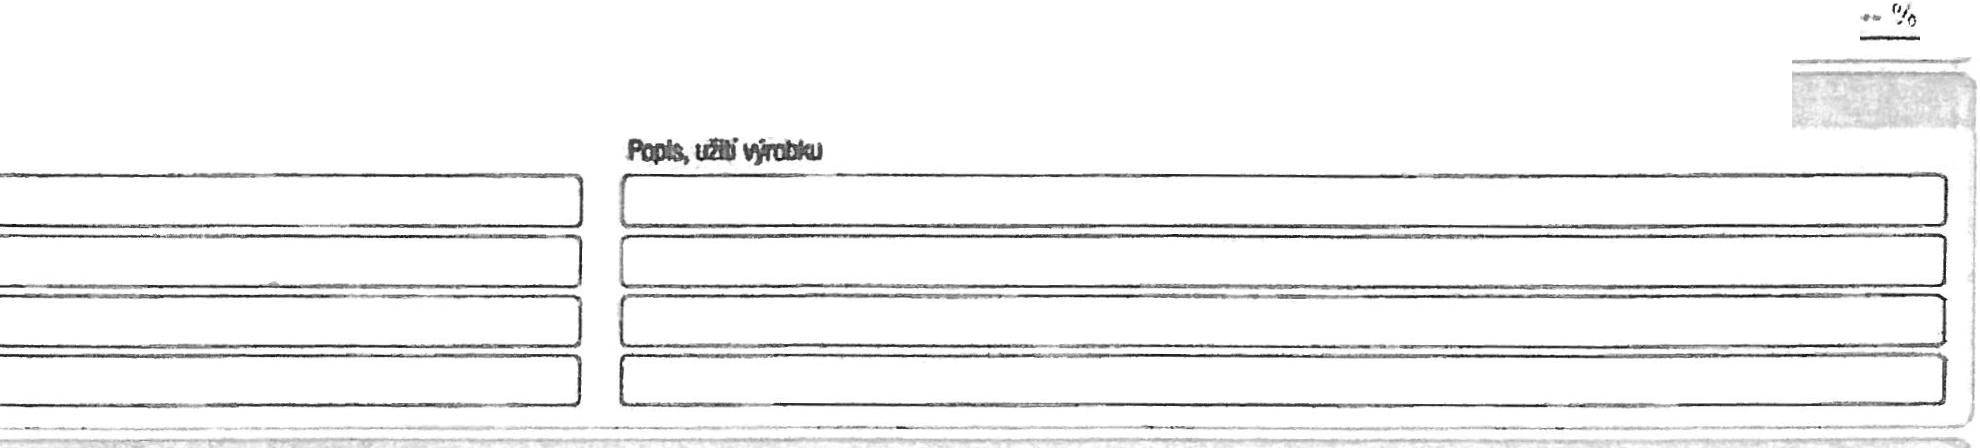 -- %
Popis, užití výrobku